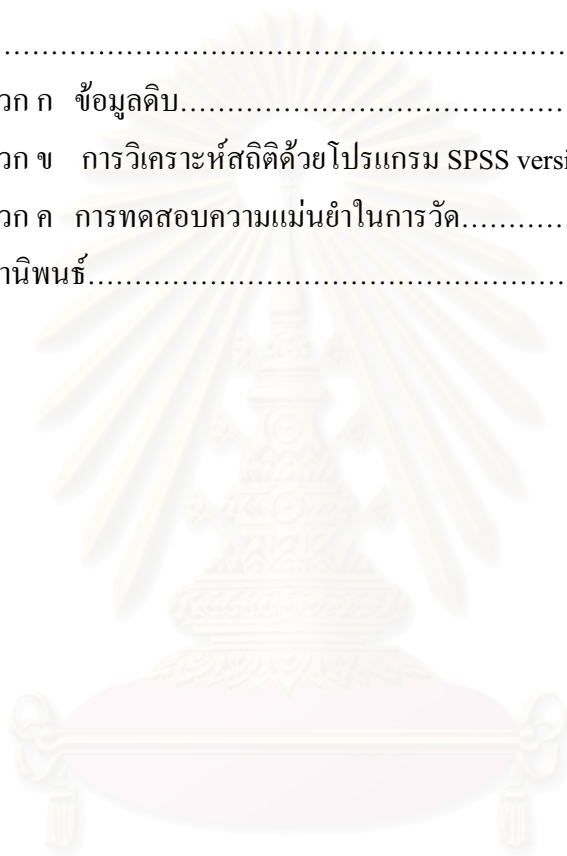 ................................................................
วก ก ข้อมูลดิบ..........................................
วก ข การวิเคราะห์สถิติด้วยโปรแกรม SPSS versi
วก ค การทดสอบความแม่นยำในการวัด..............
านิพนธ์......................................................